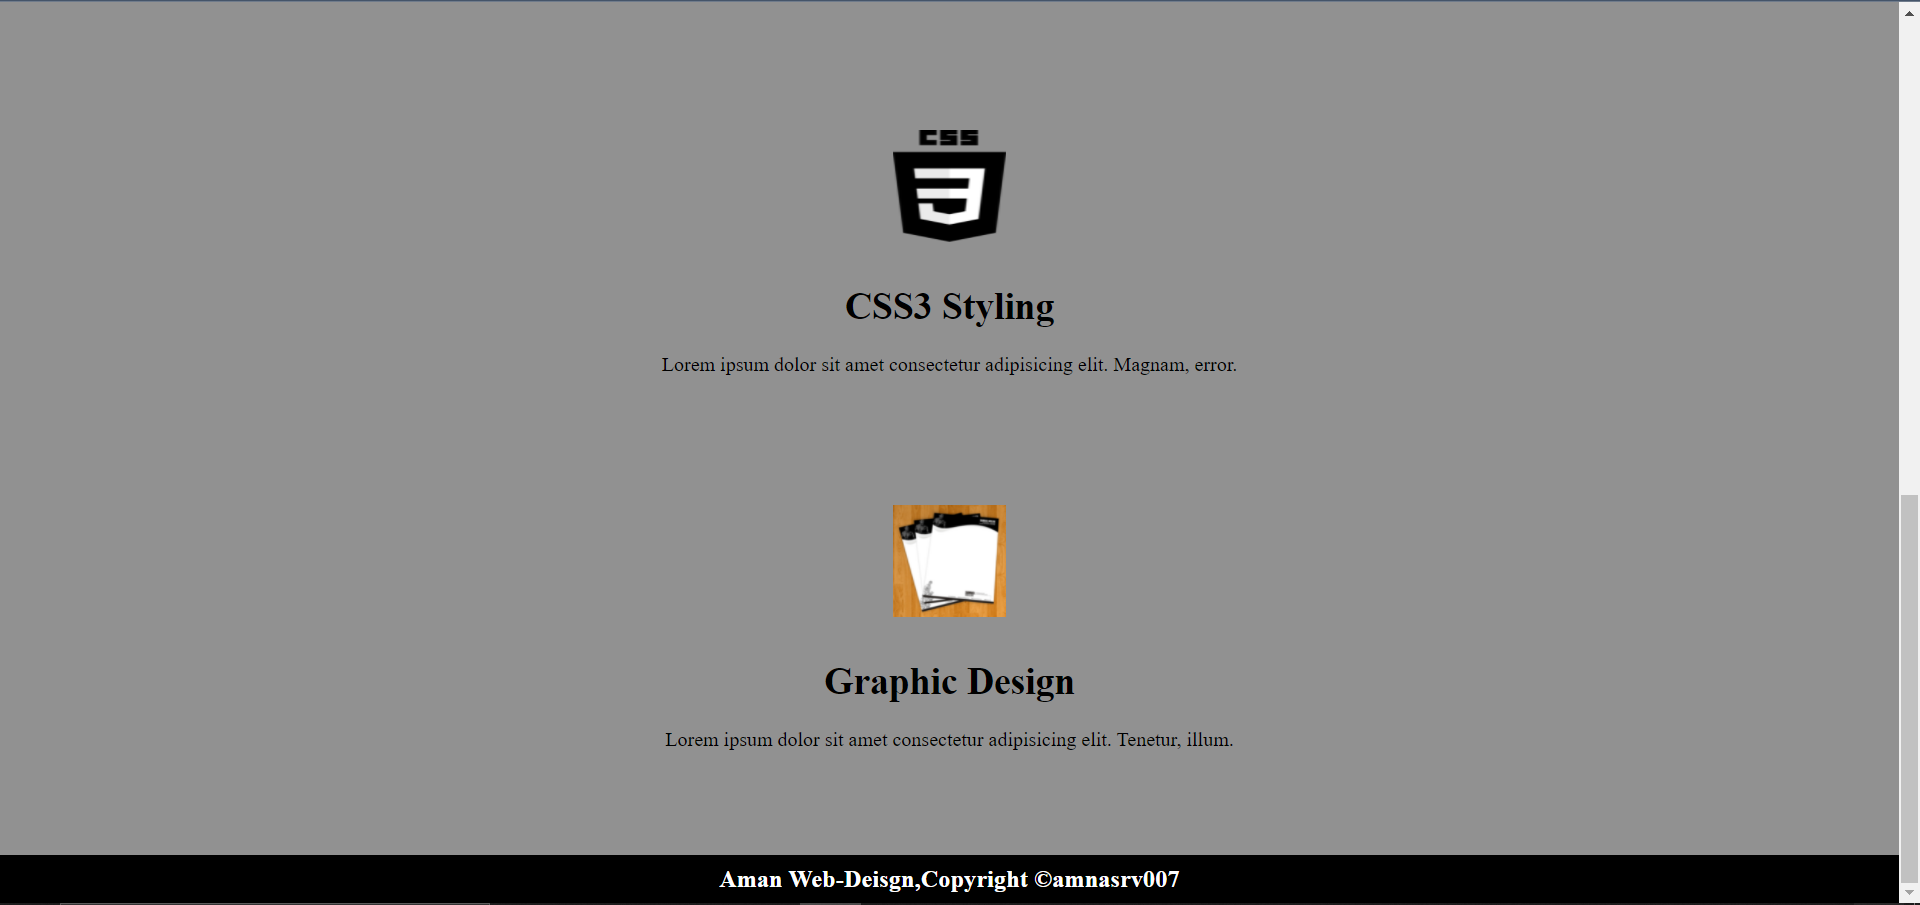 CSS
3
CSS3 Styling
Lorem ipsum dolor sit amet consectetur adipisicing elit. Magnam, error.
Graphic Design
Lorem ipsum dolor sit amet consectetur adipisicing elit. Tenetur, illum.
Aman Web-Deisgn,Copyright ©amnasrv007